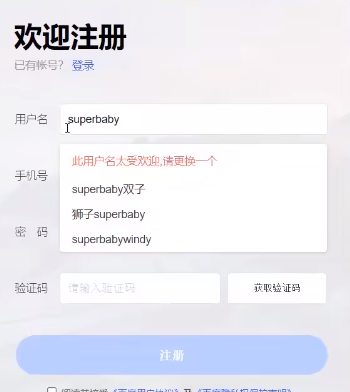 欢迎注册
已有帐号? 登录
用户名 superbaby
此用户名太受欢迎,请更换一个
手机号
superbaby双子
狮子superbaby
密 码
superbabywindy
验证码 请输入验证码 获取验证码
注册